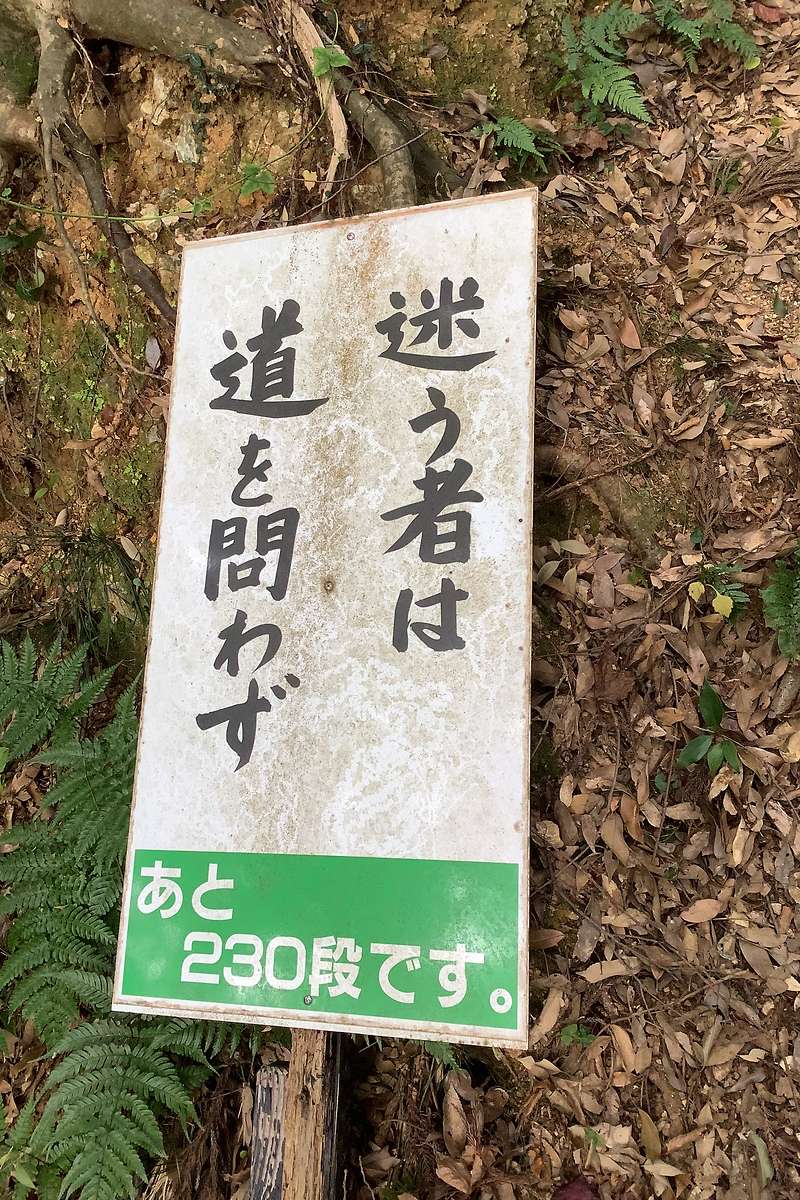 迷う者は
道を問わず
あと
230段です。